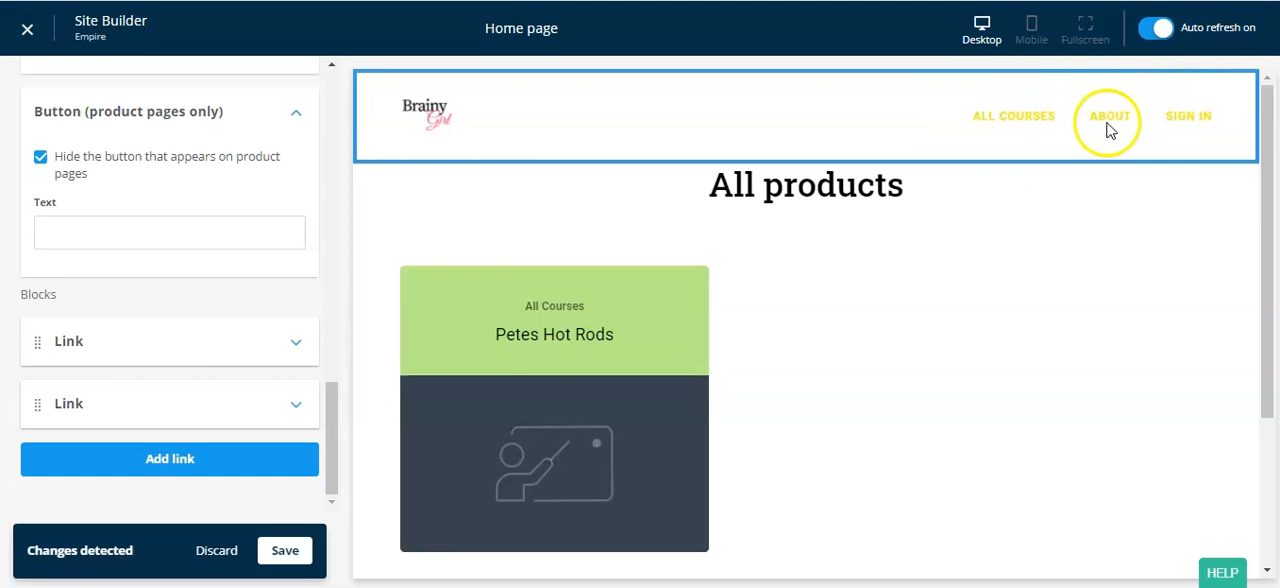 Site Builder
Empire
Home page
Desktop
Mobile
Fullscreen
Auto refresh on
Button (product pages only)
Hide the button that appears on product
pages
Text
Blocks
Link
Link
Add link
Changes detected
Discard
Save
Brainy
Girl
ALL COURSES
ABOUT
SIGN IN
All products
All Courses
Petes Hot Rods
HELP